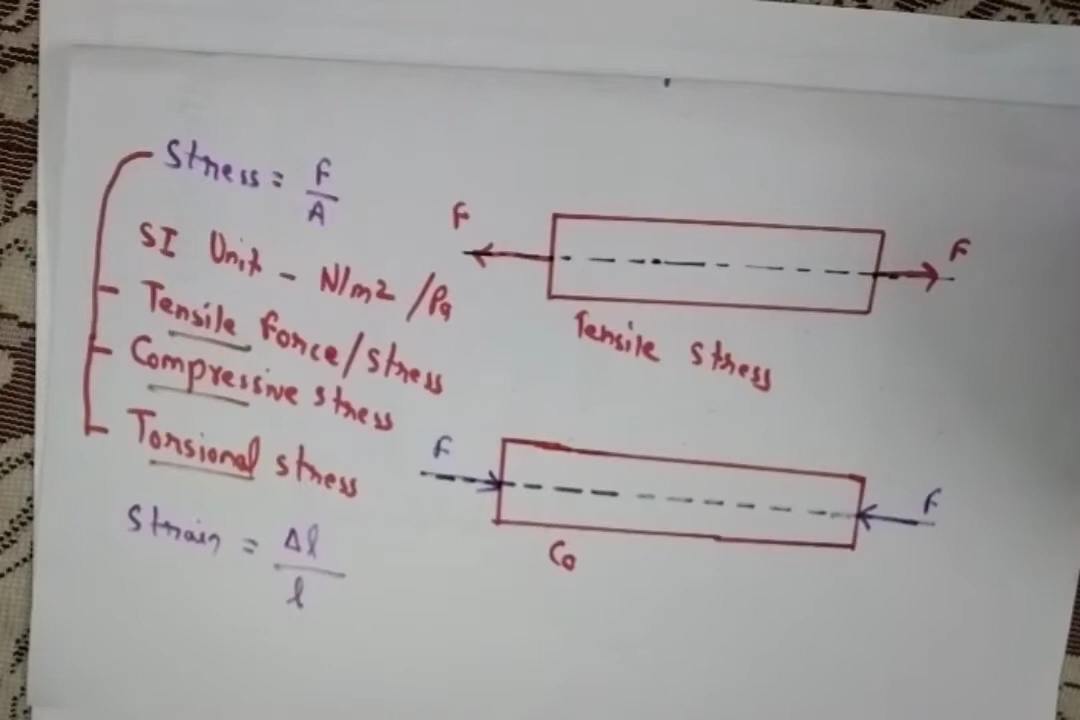 Stress = F/A
SI Unit - N/m2 /Pa
Tensile force/stress
Compressive stress
Torsional stress
Strain = Δl/l
F
F
Tensile stress
F
F
Co